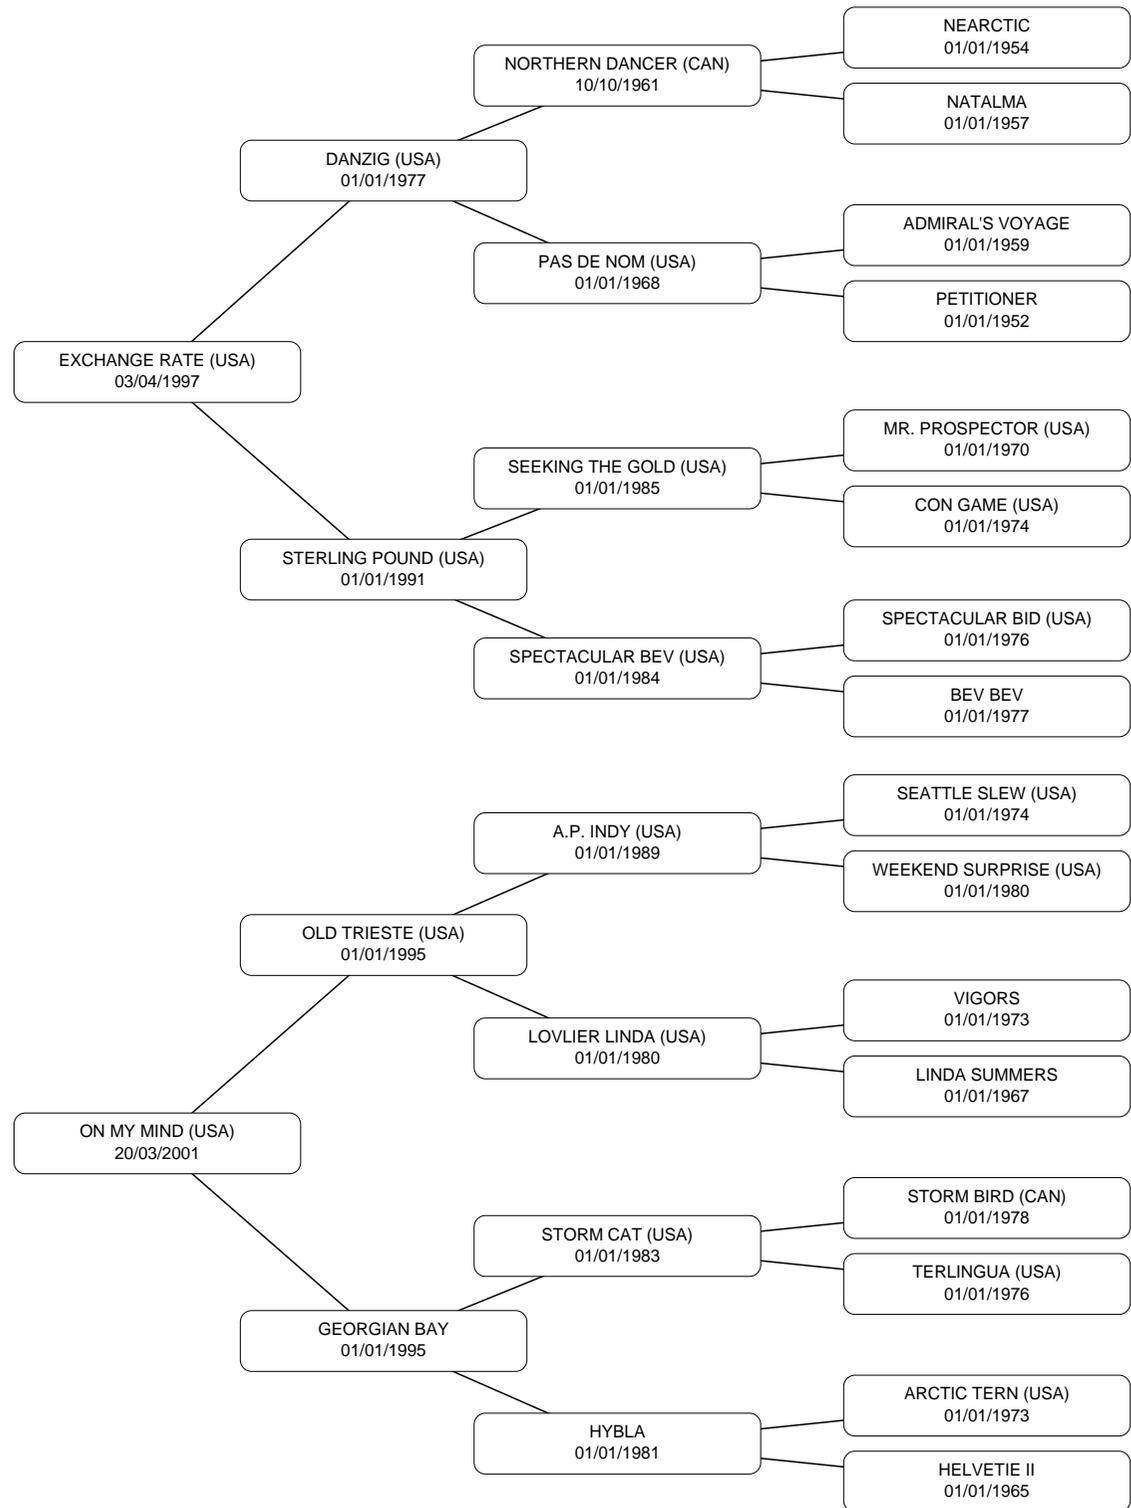 NEARCTIC
01/01/1954
NORTHERN DANCER (CAN)
10/10/1961
NATALMA
01/01/1957
DANZIG (USA)
01/01/1977
ADMIRAL'S VOYAGE
01/01/1959
PAS DE NOM (USA)
01/01/1968
PETITIONER
01/01/1952
EXCHANGE RATE (USA)
03/04/1997
MR. PROSPECTOR (USA)
01/01/1970
SEEKING THE GOLD (USA)
01/01/1985
CON GAME (USA)
01/01/1974
STERLING POUND (USA)
01/01/1991
SPECTACULAR BID (USA)
01/01/1976
SPECTACULAR BEV (USA)
01/01/1984
BEV BEV
01/01/1977
SEATTLE SLEW (USA)
01/01/1974
A.P. INDY (USA)
01/01/1989
WEEKEND SURPRISE (USA)
01/01/1980
OLD TRIESTE (USA)
01/01/1995
VIGORS
01/01/1973
LOVLIER LINDA (USA)
01/01/1980
LINDA SUMMERS
01/01/1967
ON MY MIND (USA)
20/03/2001
STORM BIRD (CAN)
01/01/1978
STORM CAT (USA)
01/01/1983
TERLINGUA (USA)
01/01/1976
GEORGIAN BAY
01/01/1995
ARCTIC TERN (USA)
01/01/1973
HYBLA
01/01/1981
HELVETIE II
01/01/1965